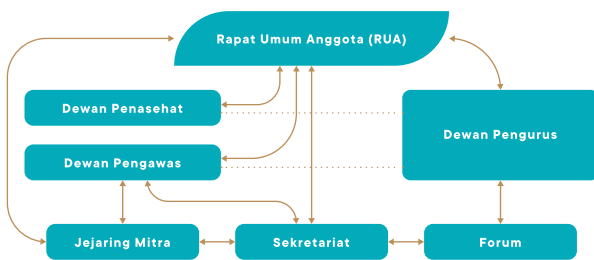 Rapat Umum Anggota (RUA)
Dewan Penasehat
Dewan Pengurus
Dewan Pengawas
Jejaring Mitra
Sekretariat
Forum